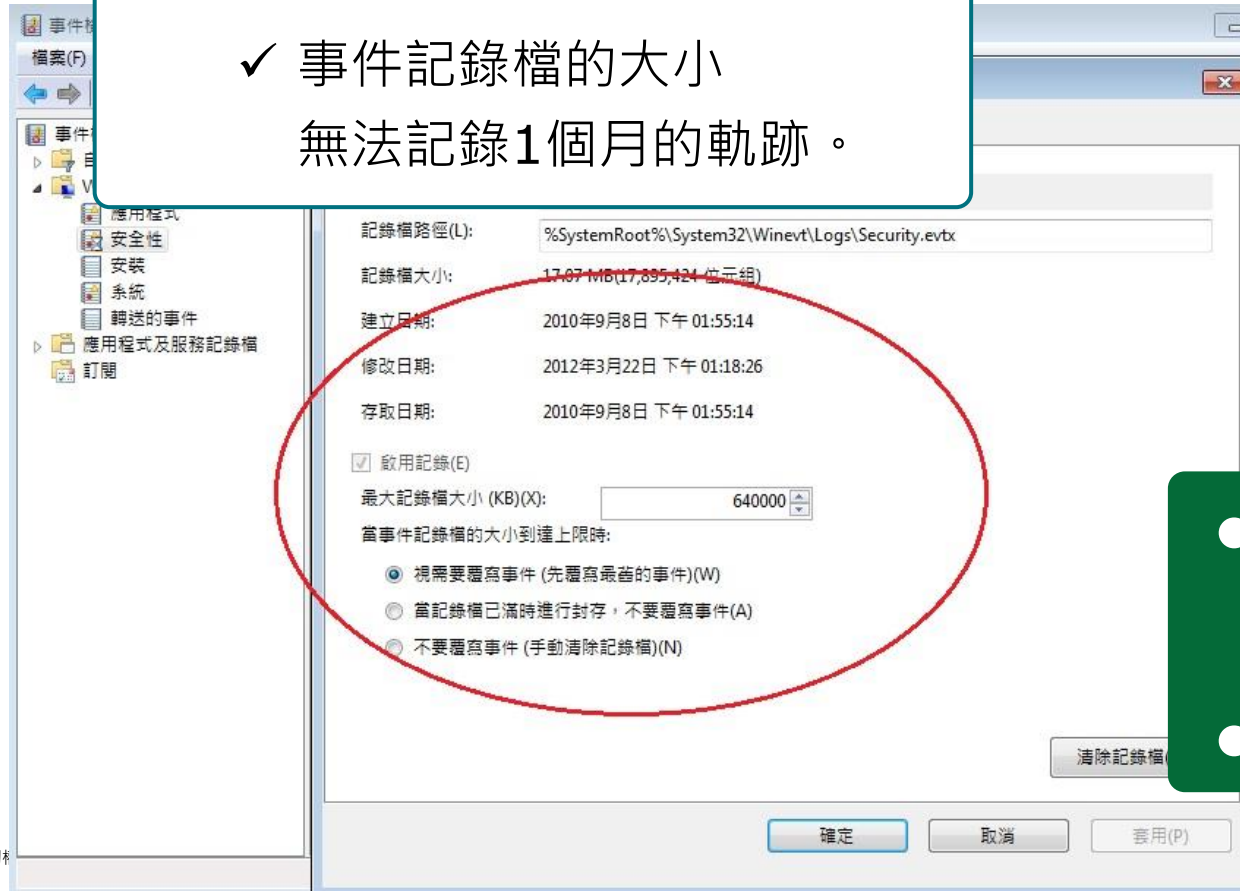 事件
檔案(F)
✓ 事件記錄檔的大小
無法記錄1個月的軌跡。
事件
應用程式
安全性
安裝
系統
轉送的事件
應用程式及服務記錄檔
訂閱
記錄檔路徑(L):
%SystemRoot%\System32\Winevt\Logs\Security.evtx
記錄檔大小:
17.07 MB(17,895,424 位元組)
建立日期:
2010年9月8日 下午 01:55:14
修改日期:
2012年3月22日 下午 01:18:26
存取日期:
2010年9月8日 下午 01:55:14
啟用記錄(E)
最大記錄檔大小 (KB)(X):
640000
當事件記錄檔的大小到達上限時:
視需要覆寫事件 (先覆寫最舊的事件)(W)
當記錄檔已滿時進行封存，不要覆寫事件(A)
不要覆寫事件 (手動清除記錄檔)(N)
清除記錄檔(
確定
取消
套用(P)